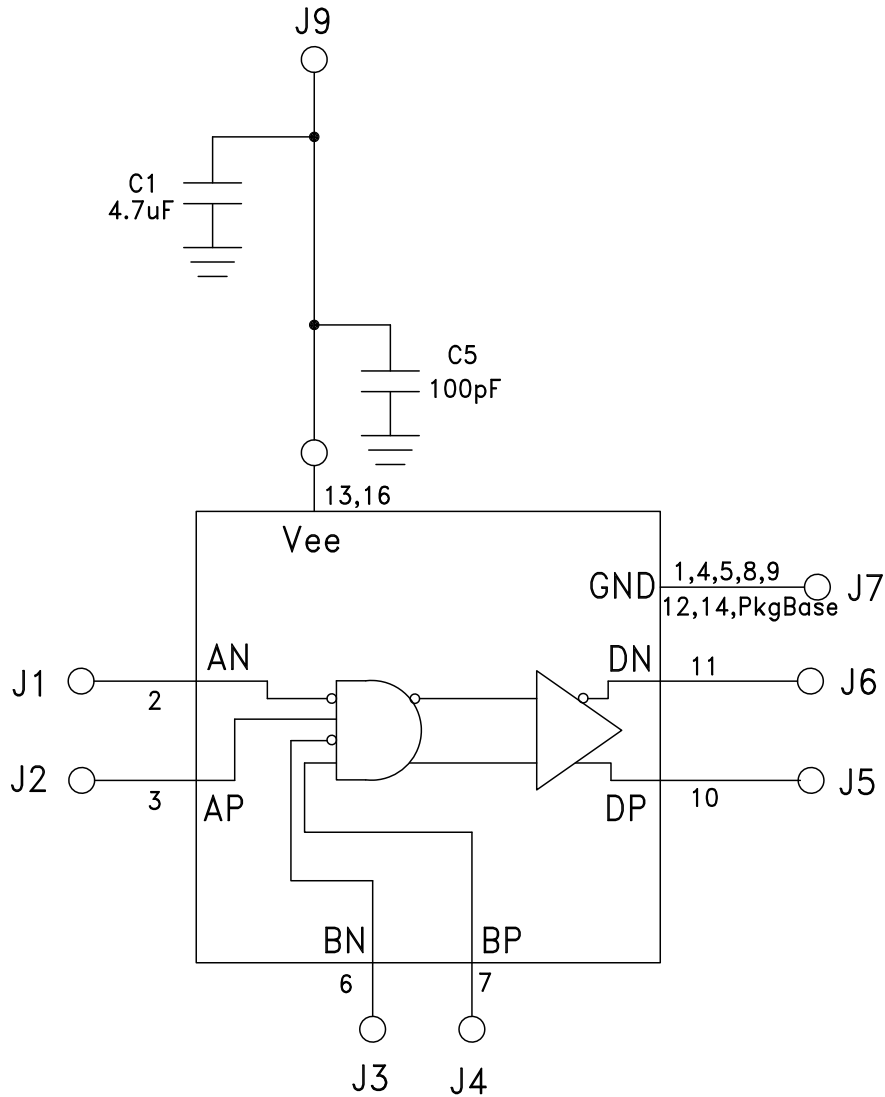 J9
C1
4.7uF
C5
100pF
13,16
Vee
GND
1,4,5,8,9
J7
12,14,PkgBase
AN
DN
11
J1
J6
2
J2
J5
3
AP
DP
10
BN
BP
6
7
J3
J4